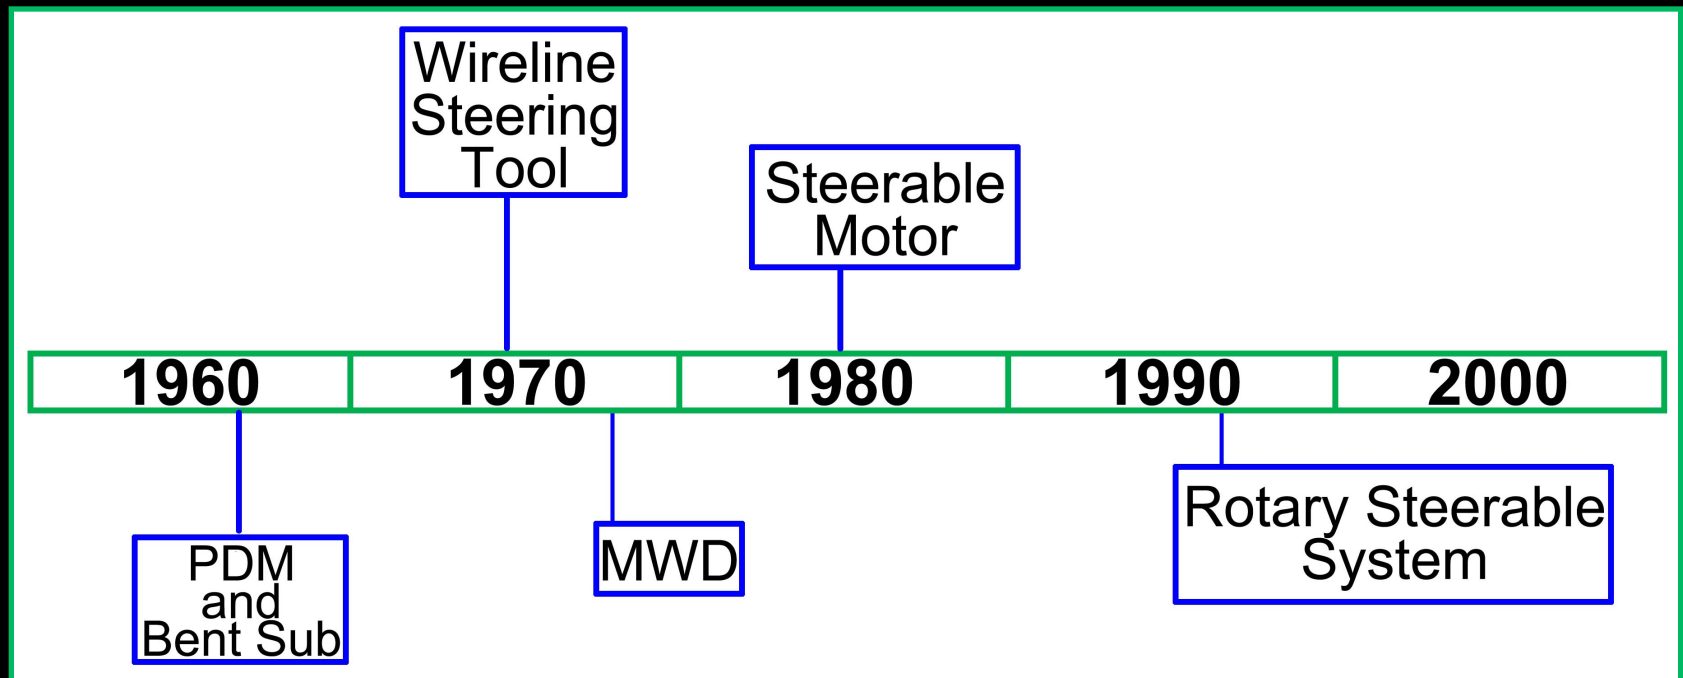 Wireline
Steering
Tool
Steerable
Motor
1960 1970 1980 1990 2000
PDM
and
Bent Sub
MWD
Rotary Steerable
System